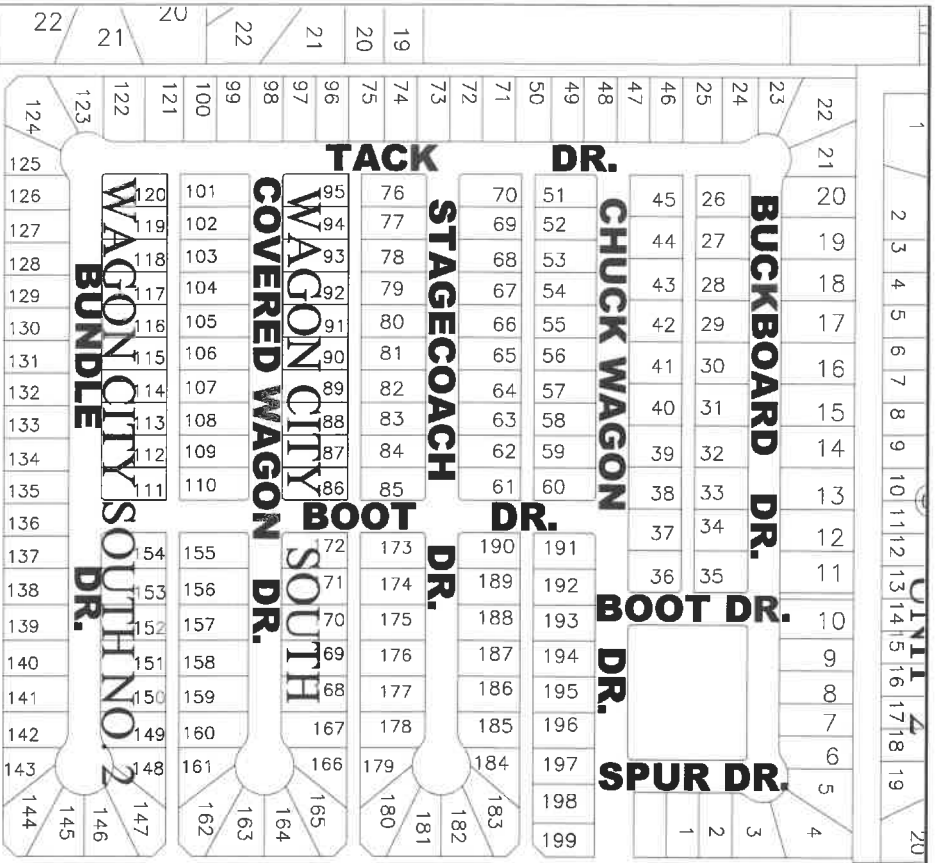 22 21 20 22 21 20 19
124 123 122 121 100 99 98 97 96 75 74 73 72 71 50 49 48 47 46 25 24 23 22 1
TACK DR.
125 21
126 120 101 95 76 70 51 45 26 20 2
127 119 102 94 77 69 52 44 27 19 3
128 118 103 93 78 68 53 43 28 18 4
129 117 104 92 79 67 54 42 29 17 5
130 116 105 91 80 66 55 41 30 16 6
131 115 106 90 81 65 56 40 31 15 7
132 114 107 89 82 64 57 39 32 14 8
133 113 108 88 83 63 58 38 33 13 9
134 112 109 87 84 62 59 37 34 12 10
135 111 110 86 85 61 60 36 35 11 11
WAGON CITY SOUTH NO. 2
BUNDLE DR.
COVERED WAGON DR.
WAGON CITY SOUTH
STAGECOACH DR.
CHUCK WAGON DR.
BUCKBOARD DR.
BOOT DR.
BOOT DR.
136 12
137 54 155 72 173 190 191 10 13
138 53 156 71 174 189 192 9 14
139 152 157 70 175 188 193 8 15
140 151 158 69 176 187 194 7 16
141 150 159 68 177 186 195 6 17
142 149 160 167 178 185 196 18
143 148 161 166 179 184 197 5 19
SPUR DR.
144 145 146 147 162 163 164 165 180 181 182 183 198 1 2 3 4 20
199
UNIT 4